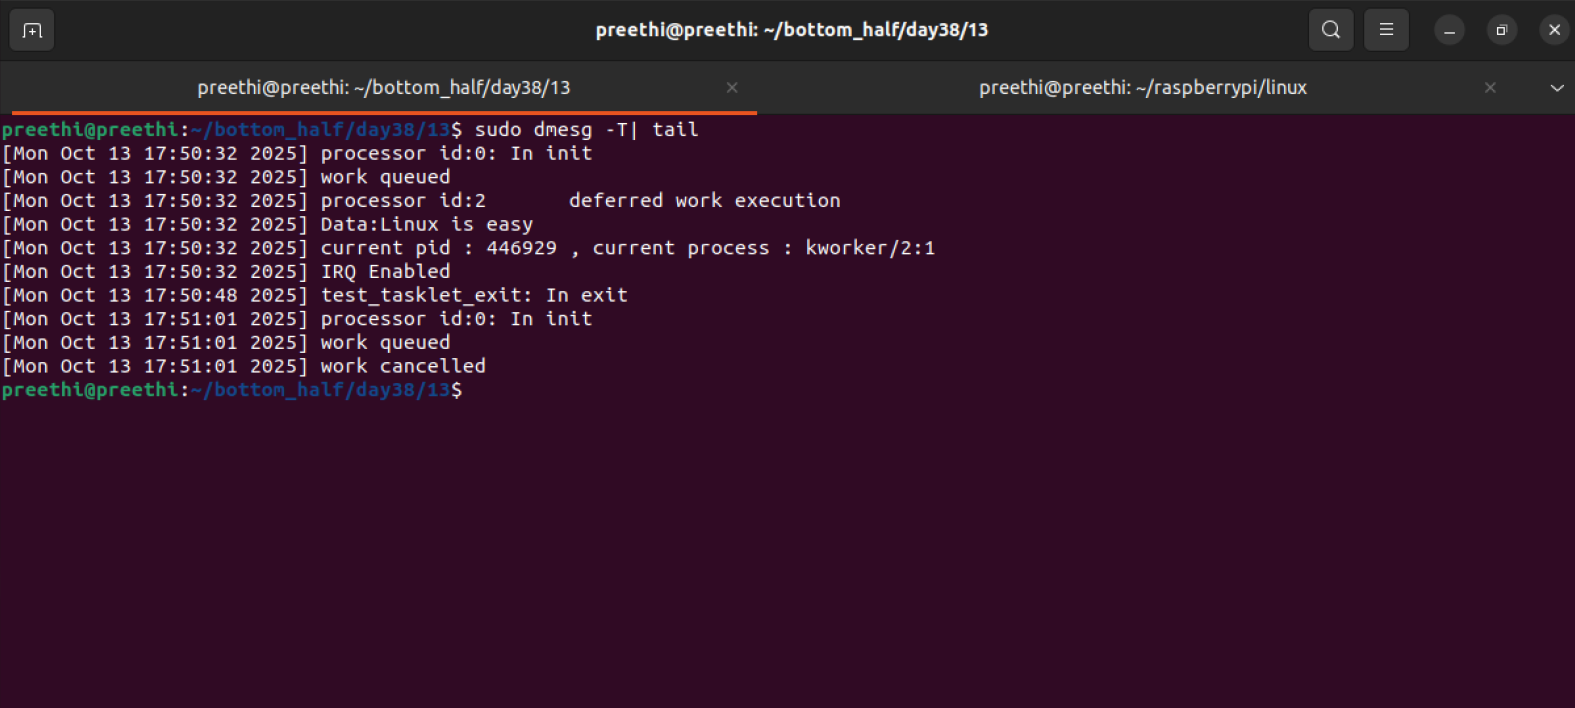 preethi@preethi: ~/bottom_half/day38/13
preethi@preethi: ~/bottom_half/day38/13
preethi@preethi: ~/raspberrypi/linux
preethi@preethi:~/bottom_half/day38/13$ sudo dmesg -T| tail
[Mon Oct 13 17:50:32 2025] processor id:0: In init
[Mon Oct 13 17:50:32 2025] work queued
[Mon Oct 13 17:50:32 2025] processor id:2       deferred work execution
[Mon Oct 13 17:50:32 2025] Data:Linux is easy
[Mon Oct 13 17:50:32 2025] current pid : 446929 , current process : kworker/2:1
[Mon Oct 13 17:50:32 2025] IRQ Enabled
[Mon Oct 13 17:50:48 2025] test_tasklet_exit: In exit
[Mon Oct 13 17:51:01 2025] processor id:0: In init
[Mon Oct 13 17:51:01 2025] work queued
[Mon Oct 13 17:51:01 2025] work cancelled
preethi@preethi:~/bottom_half/day38/13$